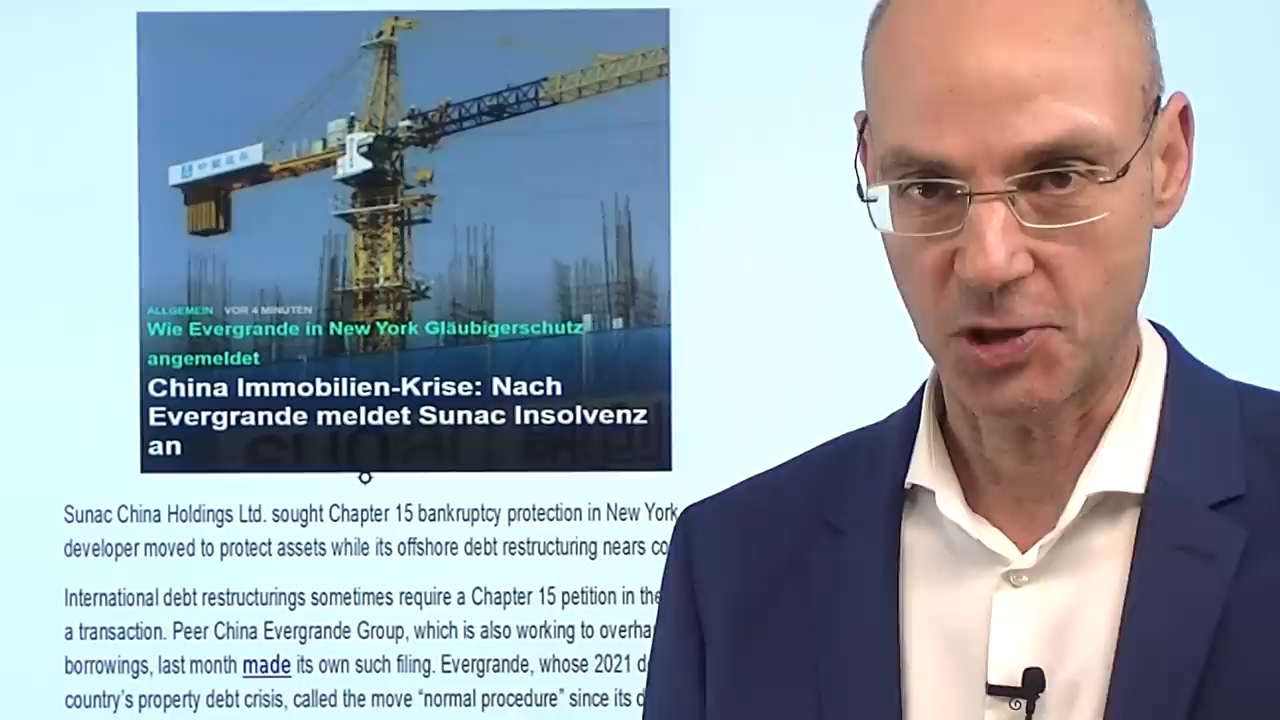 ALLGEMEIN VOR 4 MINUTEN
Wie Evergrande in New York Gläubigerschutz
angemeldet
China Immobilien-Krise: Nach
Evergrande meldet Sunac Insolvenz
an
Sunac China Holdings Ltd. sought Chapter 15 bankruptcy protection in New York
developer moved to protect assets while its offshore debt restructuring nears co
International debt restructurings sometimes require a Chapter 15 petition in the
a transaction. Peer China Evergrande Group, which is also working to overha
borrowings, last month made its own such filing. Evergrande, whose 2021 d
country's property debt crisis, called the move “normal procedure” since its d